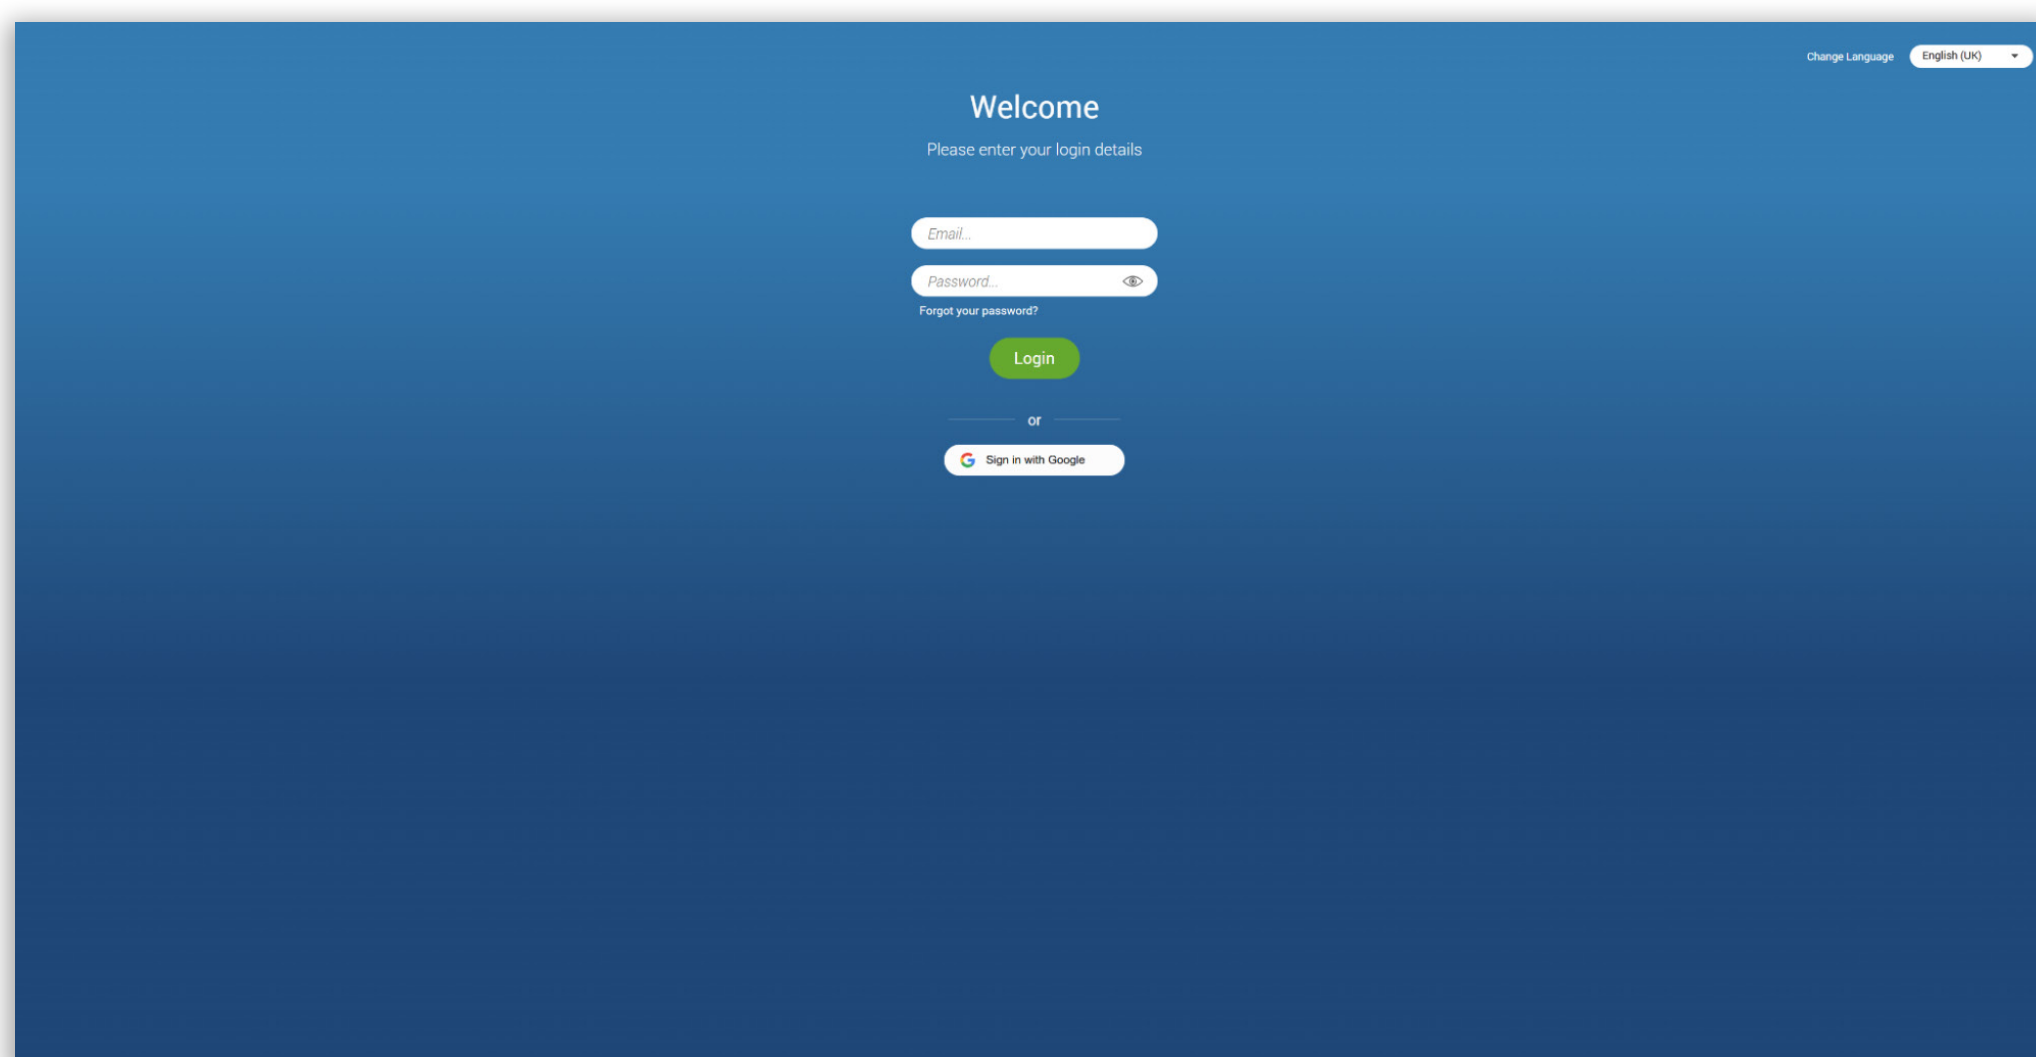 Change Language English (UK)
Welcome
Please enter your login details
Email...
Password...
Forgot your password?
Login
or
Sign in with Google